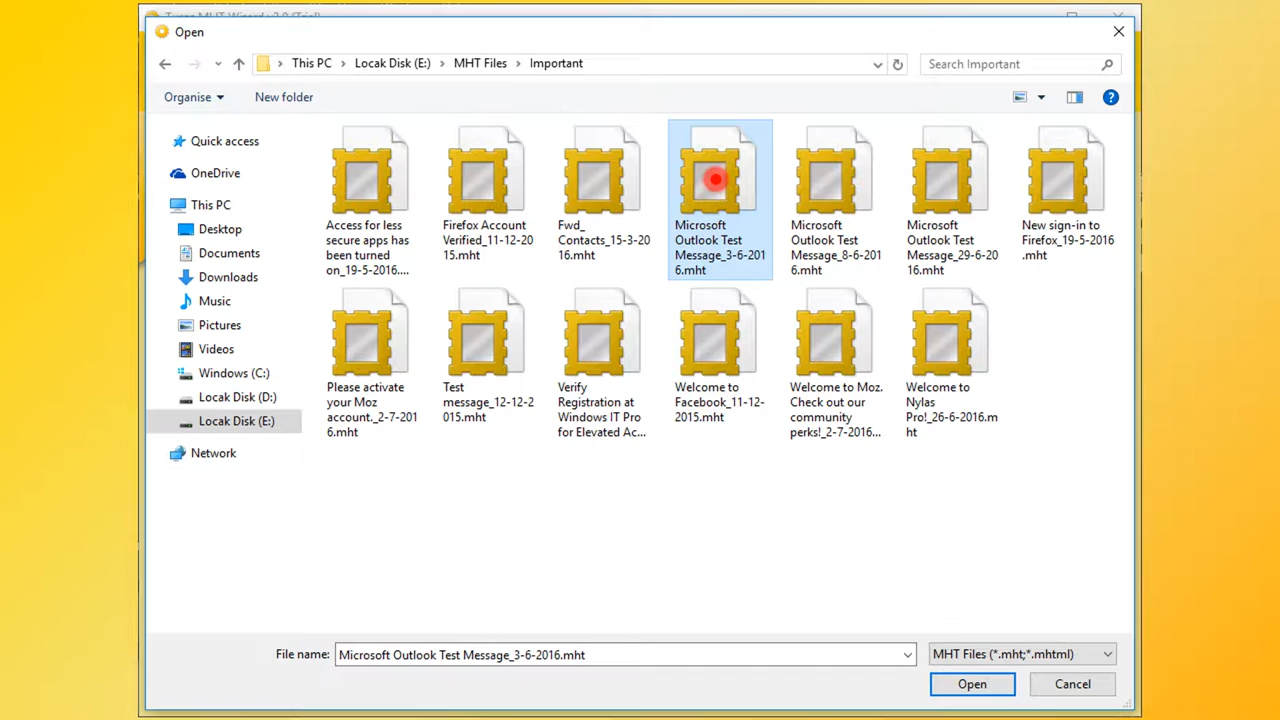 Open
This PC > Locak Disk (E:) > MHT Files > Important
Search Important
Organise
New folder
?
Quick access
OneDrive
This PC
Desktop
Documents
Downloads
Music
Pictures
Videos
Windows (C:)
Locak Disk (D:)
Locak Disk (E:)
Network
Access for less
secure apps has
been turned
on_19-5-2016....
Firefox Account
Verified_11-12-20
15.mht
Fwd_
Contacts_15-3-20
16.mht
Microsoft
Outlook Test
Message_3-6-201
6.mht
Microsoft
Outlook Test
Message_8-6-201
6.mht
Microsoft
Outlook Test
Message_29-6-20
16.mht
New sign-in to
Firefox_19-5-2016
.mht
Please activate
your Moz
account._2-7-201
6.mht
Test
message_12-12-2
015.mht
Verify
Registration at
Windows IT Pro
for Elevated Ac...
Welcome to
Facebook_11-12-
2015.mht
Welcome to Moz.
Check out our
community
perks!_2-7-2016...
Welcome to
Nylas
Pro!_26-6-2016.m
ht
File name:
Microsoft Outlook Test Message_3-6-2016.mht
MHT Files (*.mht;*.mhtml)
Open
Cancel